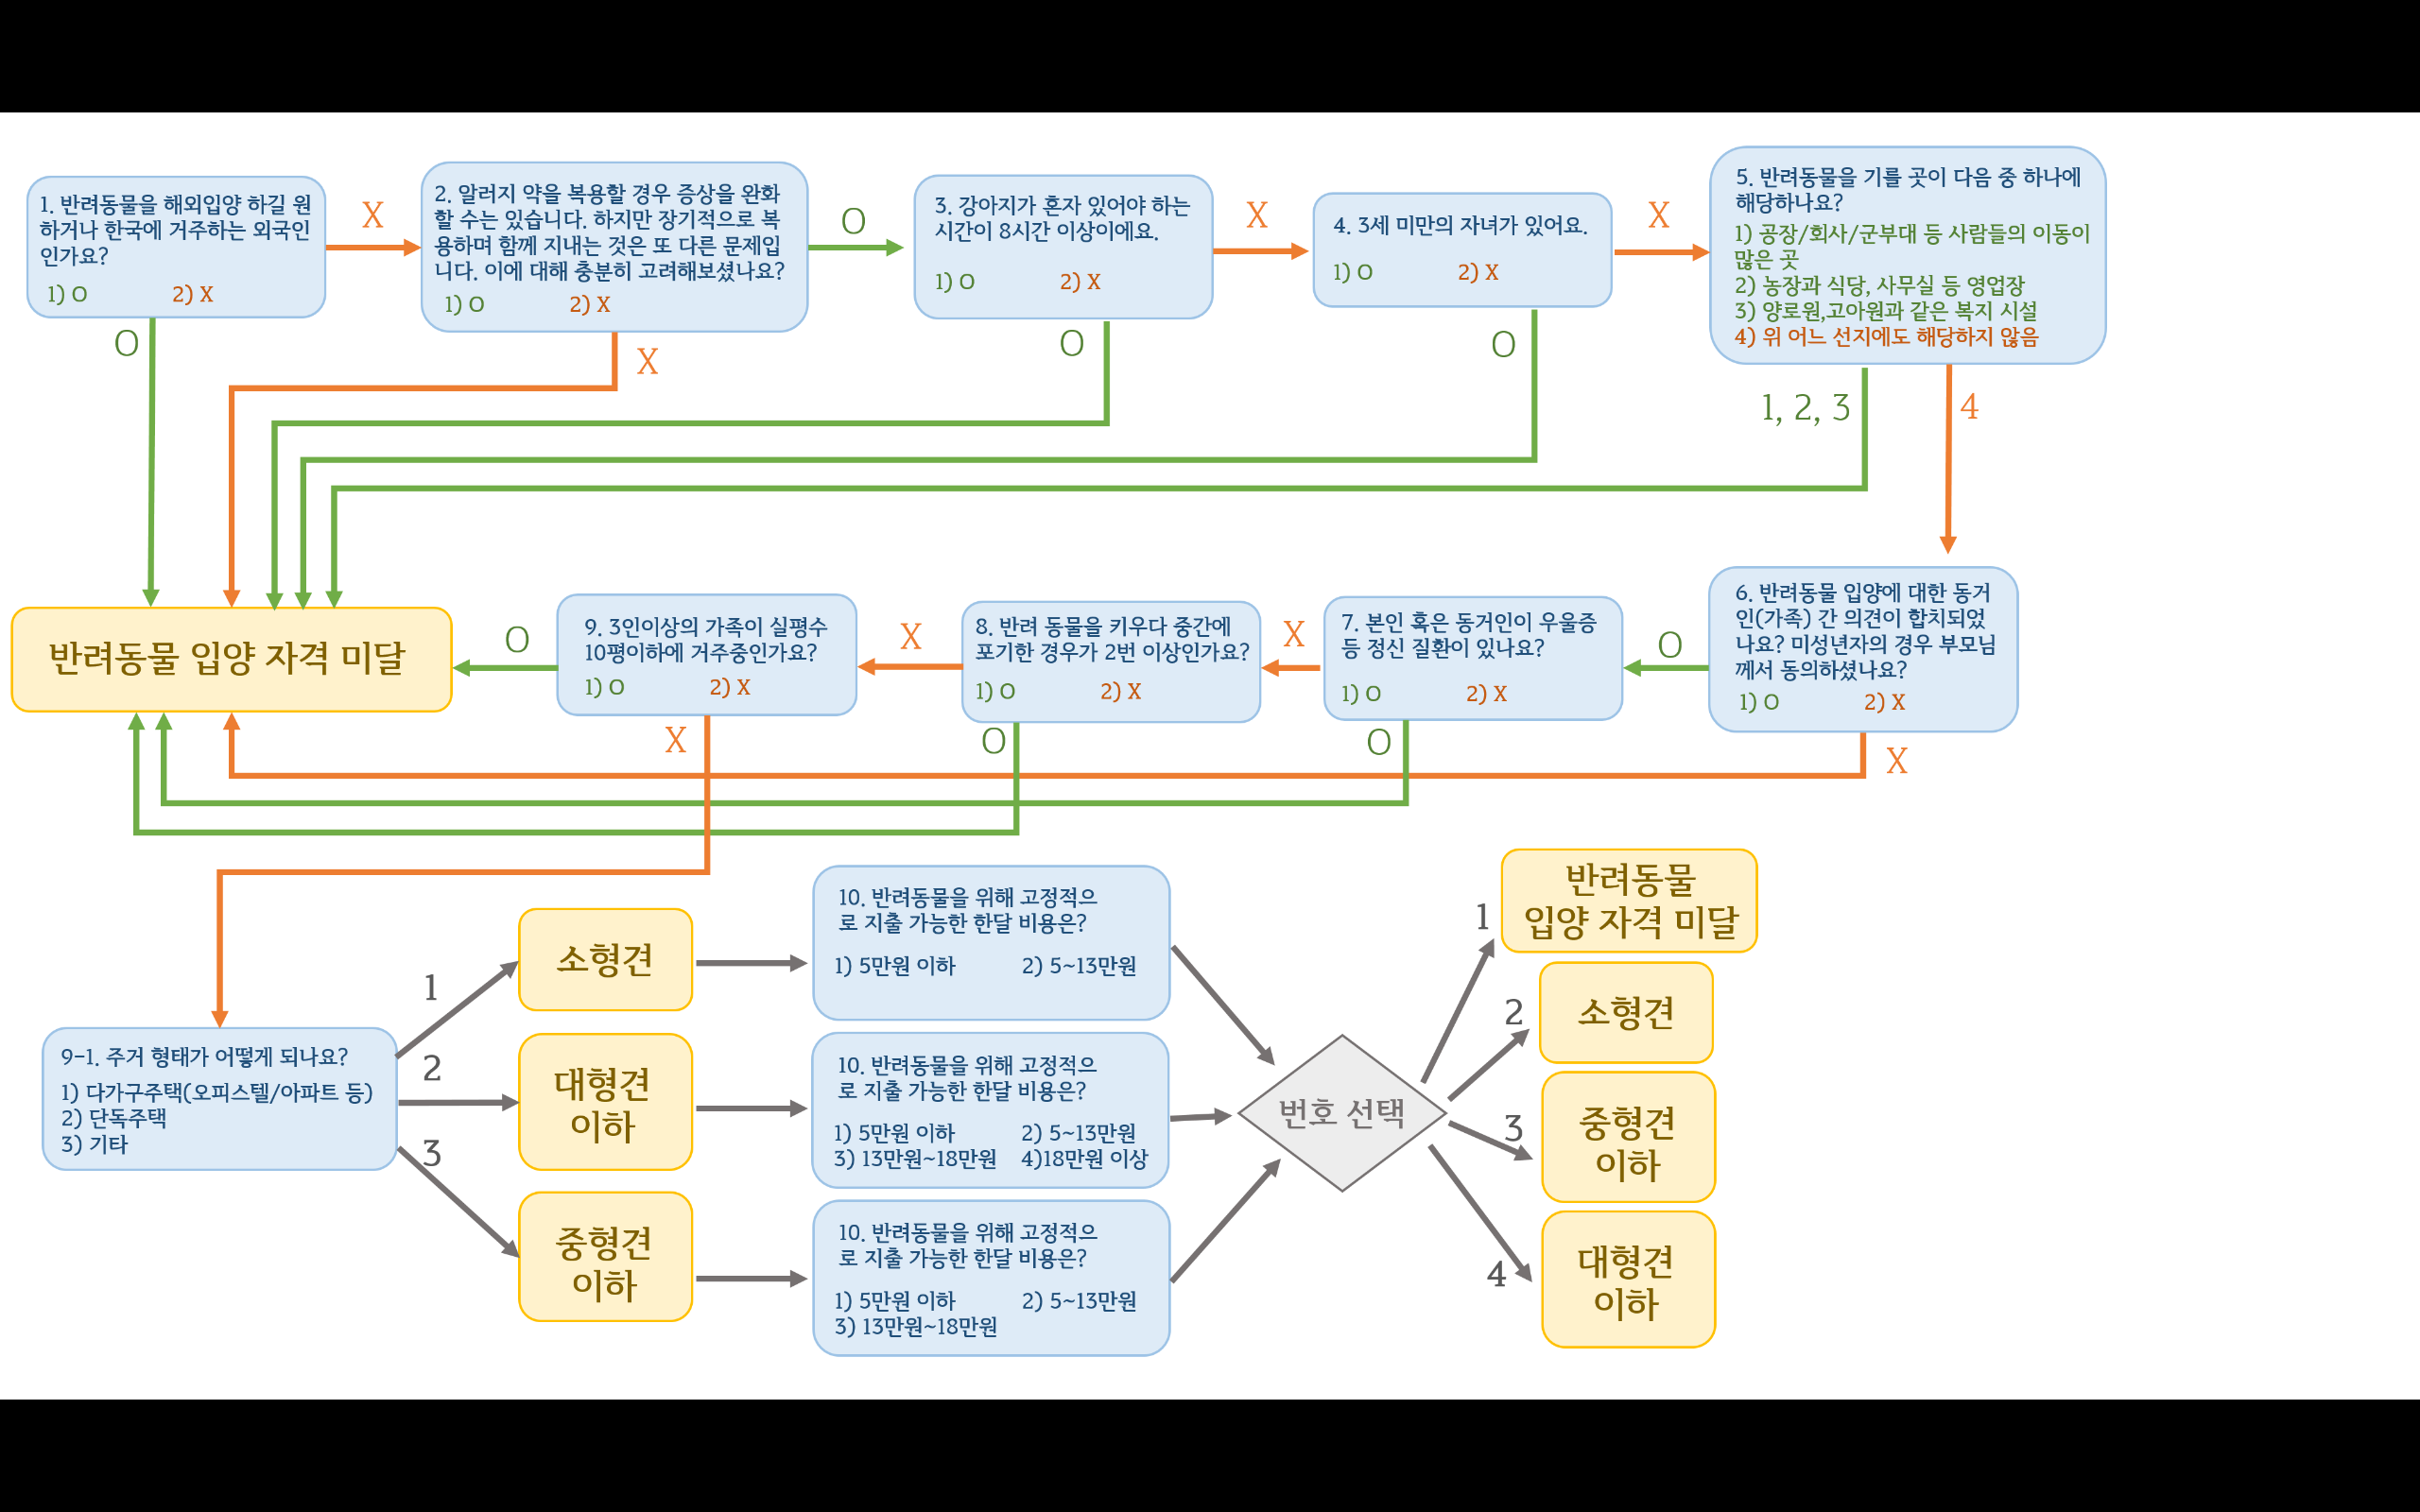 1. 반려동물을 해외입양 하길 원
하거나 한국에 거주하는 외국인
인가요?
1) O 2) X
X
O
2. 알러지 약을 복용할 경우 증상을 완화
할 수는 있습니다. 하지만 장기적으로 복
용하며 함께 지내는 것은 또 다른 문제입
니다. 이에 대해 충분히 고려해보셨나요?
1) O 2) X
O
X
3. 강아지가 혼자 있어야 하는
시간이 8시간 이상이에요.
1) O 2) X
X
O
4. 3세 미만의 자녀가 있어요.
1) O 2) X
X
O
5. 반려동물을 기를 곳이 다음 중 하나에
해당하나요?
1) 공장/회사/군부대 등 사람들의 이동이
많은 곳
2) 농장과 식당, 사무실 등 영업장
3) 양로원,고아원과 같은 복지 시설
4) 위 어느 선지에도 해당하지 않음
1, 2, 3
4
6. 반려동물 입양에 대한 동거
인(가족) 간 의견이 합치되었
나요? 미성년자의 경우 부모님
께서 동의하셨나요?
1) O 2) X
O
X
7. 본인 혹은 동거인이 우울증
등 정신 질환이 있나요?
1) O 2) X
X
O
8. 반려 동물을 키우다 중간에
포기한 경우가 2번 이상인가요?
1) O 2) X
X
O
9. 3인이상의 가족이 실평수
10평이하에 거주중인가요?
1) O 2) X
O
X
반려동물 입양 자격 미달
9-1. 주거 형태가 어떻게 되나요?
1) 다가구주택(오피스텔/아파트 등)
2) 단독주택
3) 기타
1
2
3
소형견
대형견
이하
중형견
이하
10. 반려동물을 위해 고정적으
로 지출 가능한 한달 비용은?
1) 5만원 이하 2) 5~13만원
10. 반려동물을 위해 고정적으
로 지출 가능한 한달 비용은?
1) 5만원 이하 2) 5~13만원
3) 13만원~18만원 4)18만원 이상
10. 반려동물을 위해 고정적으
로 지출 가능한 한달 비용은?
1) 5만원 이하 2) 5~13만원
3) 13만원~18만원
번호 선택
1
2
3
4
반려동물
입양 자격 미달
소형견
중형견
이하
대형견
이하